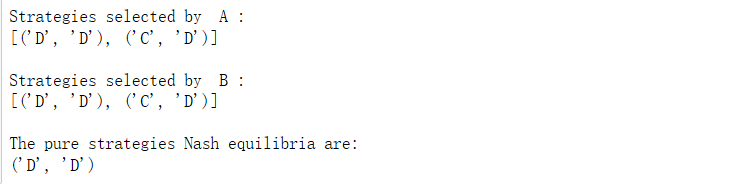 Strategies selected by  A :
[('D', 'D'), ('C', 'D')]
Strategies selected by  B :
[('D', 'D'), ('C', 'D')]
The pure strategies Nash equilibria are:
('D', 'D')